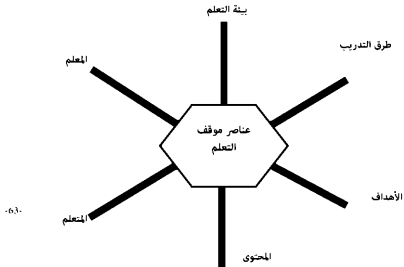 بيئة التعلم
طرق التدريب
المعلم
عناصر موقف
التعلم
الأهداف
المتعلم
-63-
المحتوى